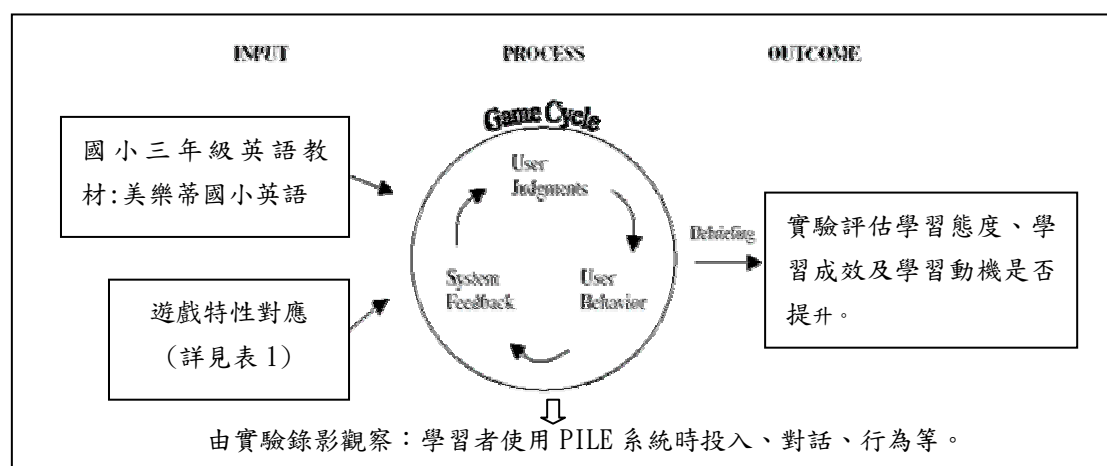 INPUT
PROCESS
OUTCOME
國小三年級英語教
材:美樂蒂國小英語
遊戲特性對應
(詳見表 1)
Game Cycle
User
Judgments
User
Behavior
System
Feedback
Debriefing
實驗評估學習態度、學
習成效及學習動機是否
提升。
由實驗錄影觀察：學習者使用 PILE 系統時投入、對話、行為等。